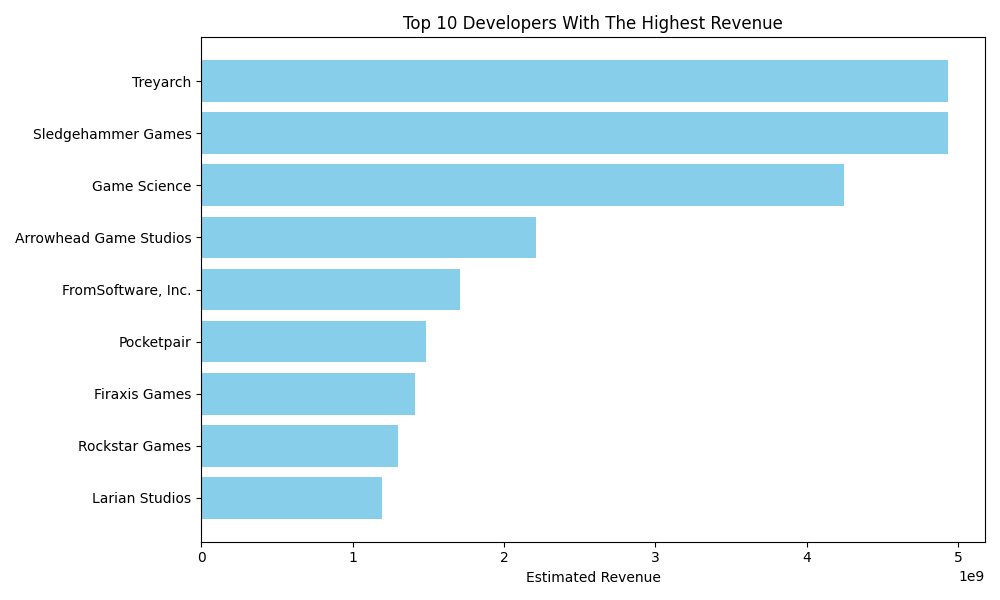 Top 10 Developers With The Highest Revenue
Treyarch
Sledgehammer Games
Game Science
Arrowhead Game Studios
FromSoftware, Inc.
Pocketpair
Firaxis Games
Rockstar Games
Larian Studios
0 1 2 3 4 5
1e9
Estimated Revenue